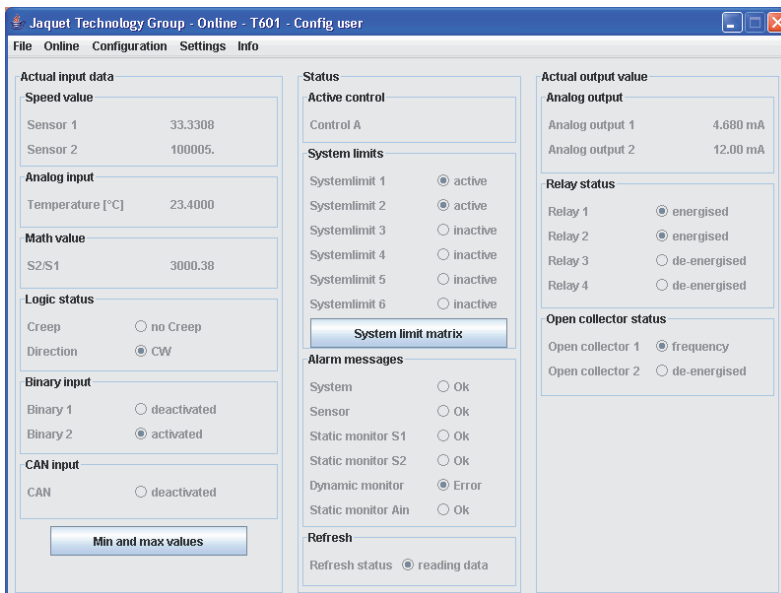 Jaquet Technology Group - Online - T601 - Config user
File Online Configuration Settings Info
Actual input data
Speed value
Sensor 1 33.3308
Sensor 2 100005.
Analog input
Temperature [°C] 23.4000
Math value
S2/S1 3000.38
Logic status
Creep no Creep
Direction CW
Binary input
Binary 1 deactivated
Binary 2 activated
CAN input
CAN deactivated
Min and max values
Status
Active control
Control A
System limits
Systemlimit 1 active
Systemlimit 2 active
Systemlimit 3 inactive
Systemlimit 4 inactive
Systemlimit 5 inactive
Systemlimit 6 inactive
System limit matrix
Alarm messages
System Ok
Sensor Ok
Static monitor S1 Ok
Static monitor S2 Ok
Dynamic monitor Error
Static monitor Ain Ok
Refresh
Refresh status reading data
Actual output value
Analog output
Analog output 1 4.680 mA
Analog output 2 12.00 mA
Relay status
Relay 1 energised
Relay 2 energised
Relay 3 de-energised
Relay 4 de-energised
Open collector status
Open collector 1 frequency
Open collector 2 de-energised